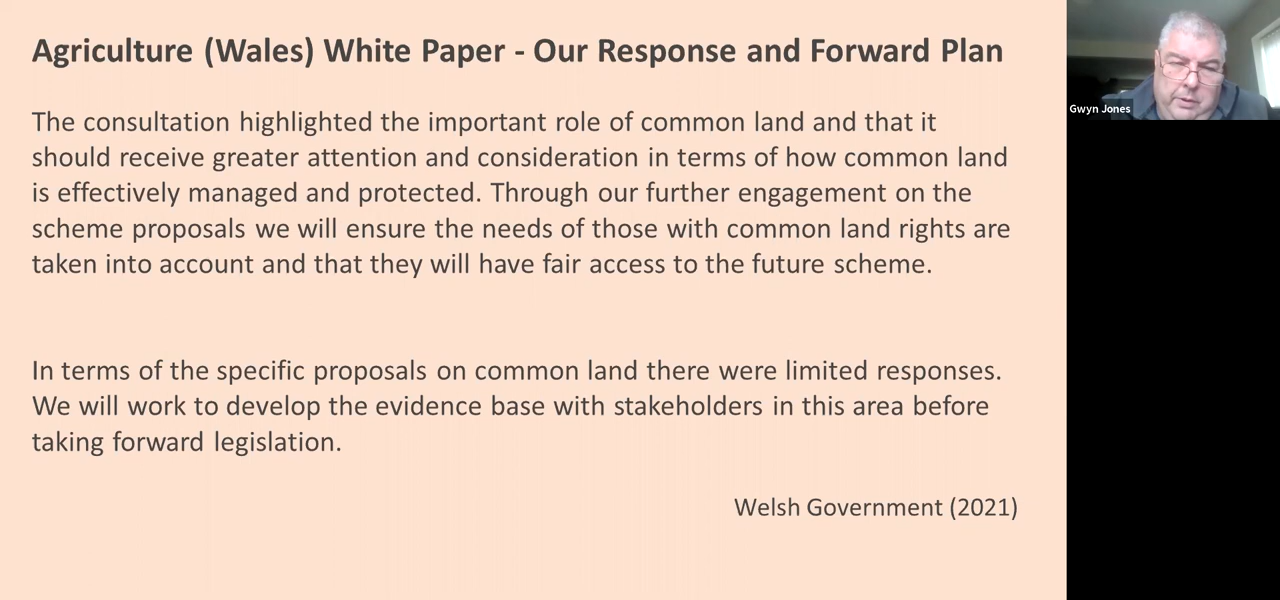 Agriculture (Wales) White Paper - Our Response and Forward Plan
The consultation highlighted the important role of common land and that it
should receive greater attention and consideration in terms of how common land
is effectively managed and protected. Through our further engagement on the
scheme proposals we will ensure the needs of those with common land rights are
taken into account and that they will have fair access to the future scheme.
In terms of the specific proposals on common land there were limited responses.
We will work to develop the evidence base with stakeholders in this area before
taking forward legislation.
Welsh Government (2021)
Gwyn Jones